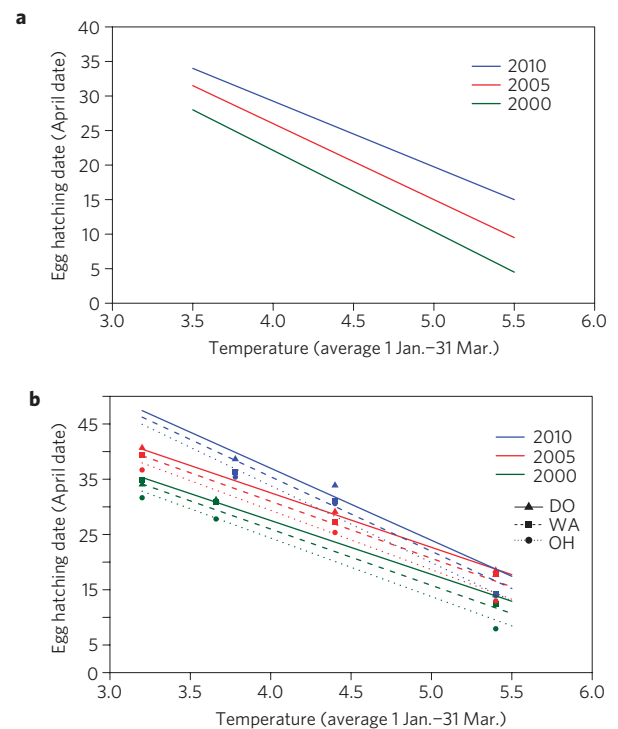 a
Egg hatching date (April date)
40
35
30
25
20
15
10
5
0
2010
2005
2000
3.0 3.5 4.0 4.5 5.0 5.5 6.0
Temperature (average 1 Jan.–31 Mar.)
b
Egg hatching date (April date)
45
35
25
15
5
0
2010
2005
2000
DO
WA
OH
3.0 3.5 4.0 4.5 5.0 5.5 6.0
Temperature (average 1 Jan.–31 Mar.)